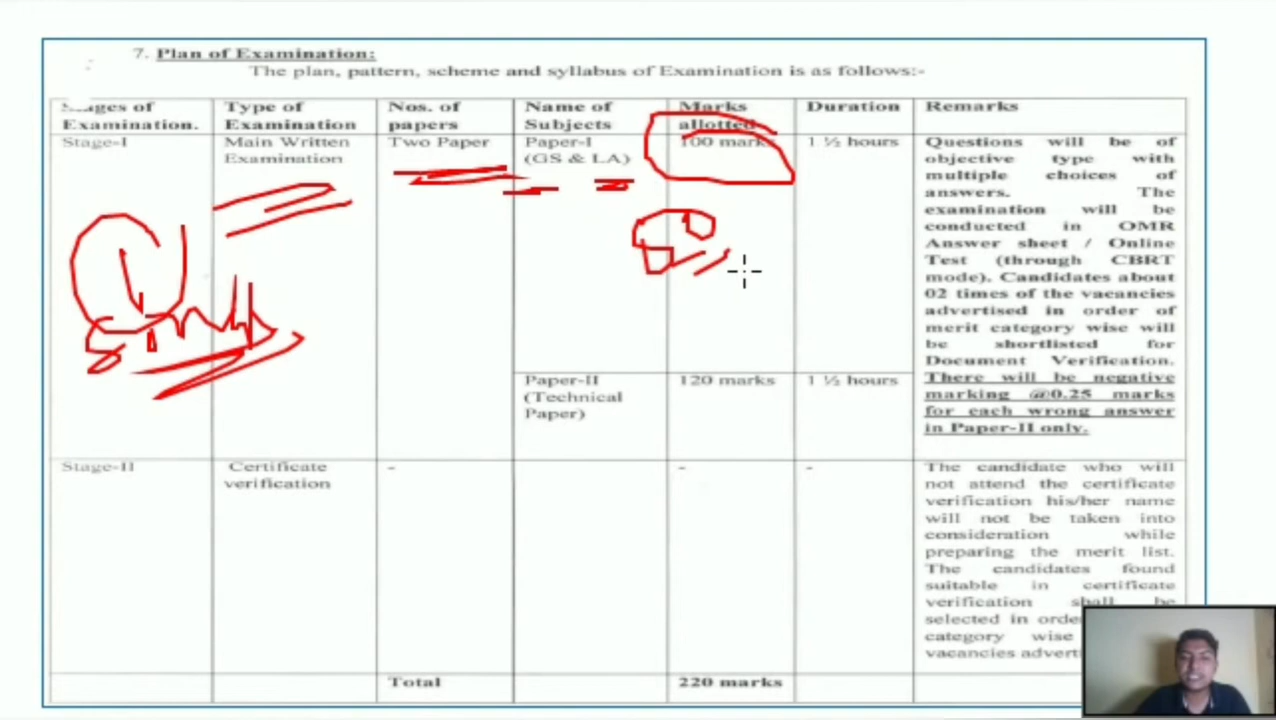 7. Plan of Examination:
The plan, pattern, scheme and syllabus of Examination is as follows:-
Stages of Examination.
Type of Examination
Nos. of papers
Name of Subjects
Marks allotted
Duration
Remarks
Stage-I
Main Written Examination
Two Paper
Paper-I
(GS & LA)
100 marks
1 ½ hours
Questions will be of
objective type with
multiple choices of
answers. The
examination will be
conducted in OMR
Answer sheet / Online
Test (through CBRT
mode). Candidates about
02 times of the vacancies
advertised in order of
merit category wise will
be shortlisted for
Document Verification.
There will be negative
marking @0.25 marks
for each wrong answer
in Paper-II only.
Paper-II
(Technical
Paper)
120 marks
1 ½ hours
Stage-II
Certificate
verification
-
-
-
The candidate who will
not attend the certificate
verification his/her name
will not be taken into
consideration while
preparing the merit list.
The candidates found
suitable in certificate
verification shall be
selected in
category wise
vacancies
Total
220 marks